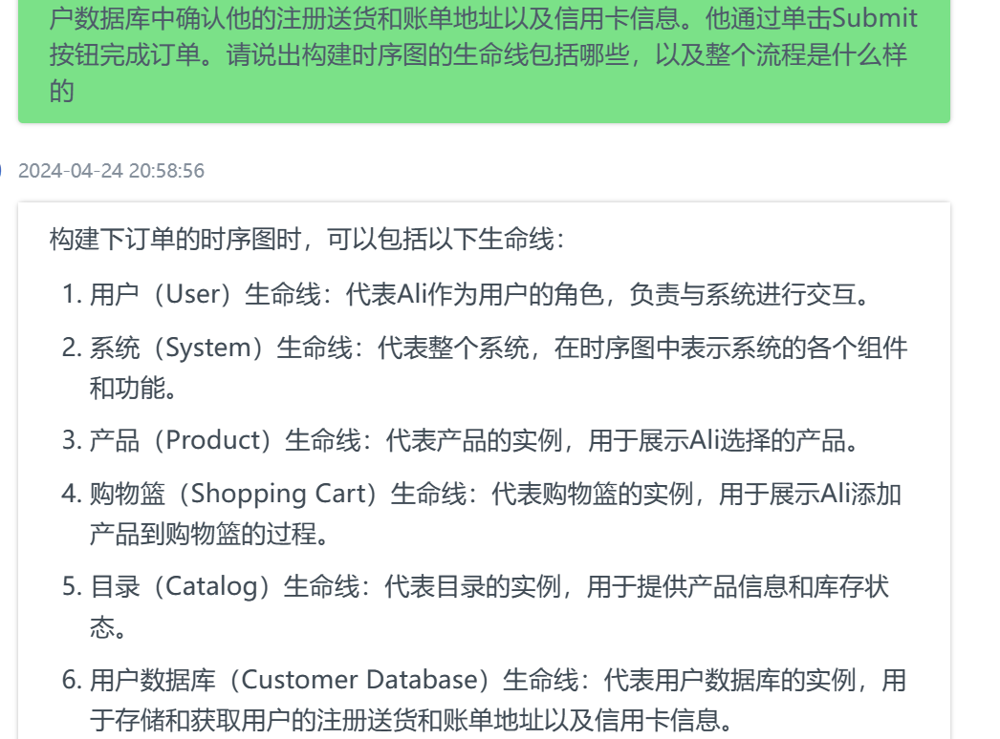 户数据库中确认他的注册送货和账单地址以及信用卡信息。他通过单击Submit
按钮完成订单。请说出构建时序图的生命线包括哪些，以及整个流程是什么样
的
2024-04-24 20:58:56
构建下订单的时序图时，可以包括以下生命线：
1. 用户（User）生命线：代表Ali作为用户的角色，负责与系统进行交互。
2. 系统（System）生命线：代表整个系统，在时序图中表示系统的各个组件
和功能。
3. 产品（Product）生命线：代表产品的实例，用于展示Ali选择的产品。
4. 购物篮（Shopping Cart）生命线：代表购物篮的实例，用于展示Ali添加
产品到购物篮的过程。
5. 目录（Catalog）生命线：代表目录的实例，用于提供产品信息和库存状
态。
6. 用户数据库（Customer Database）生命线：代表用户数据库的实例，用
于存储和获取用户的注册送货和账单地址以及信用卡信息。